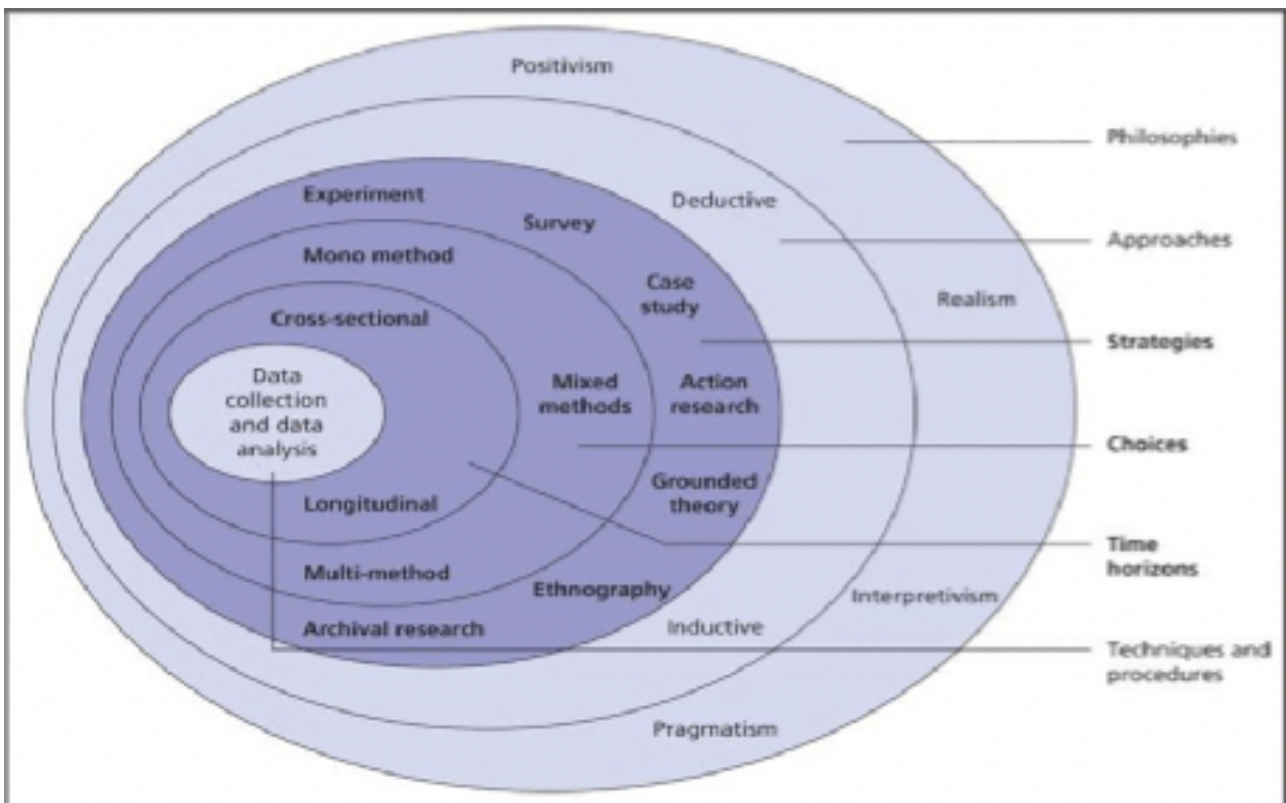 Positivism
Philosophies
Deductive
Approaches
Realism
Experiment
Survey
Case
study
Strategies
Mono method
Mixed
methods
Action
research
Choices
Cross-sectional
Data
collection
and data
analysis
Longitudinal
Grounded
theory
Time
horizons
Multi-method
Ethnography
Interpretivism
Archival research
Inductive
Techniques and
procedures
Pragmatism